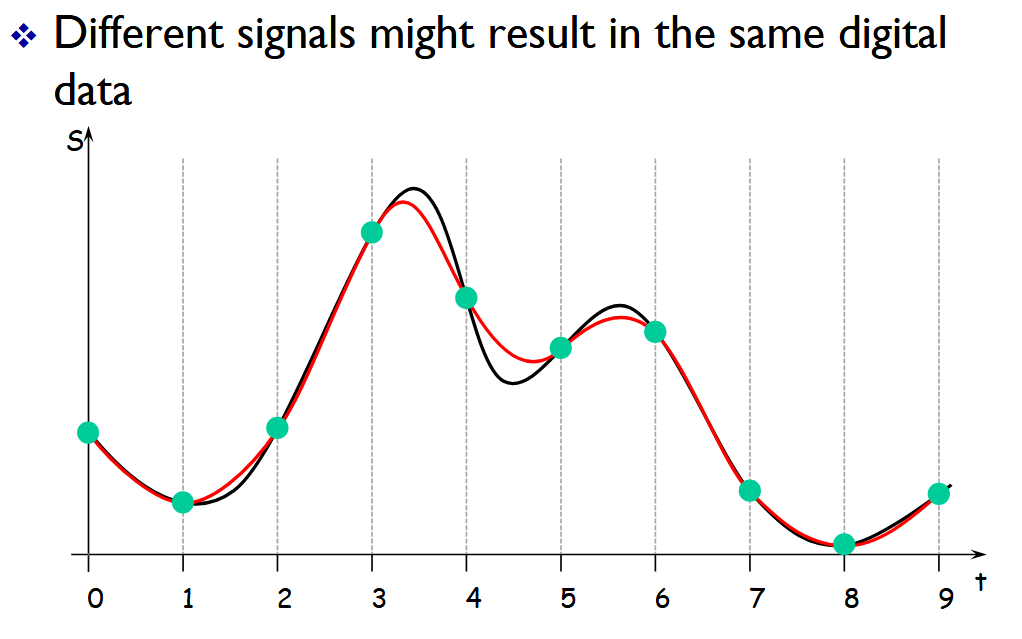 Different signals might result in the same digital
data
S
0 1 2 3 4 5 6 7 8 9
t